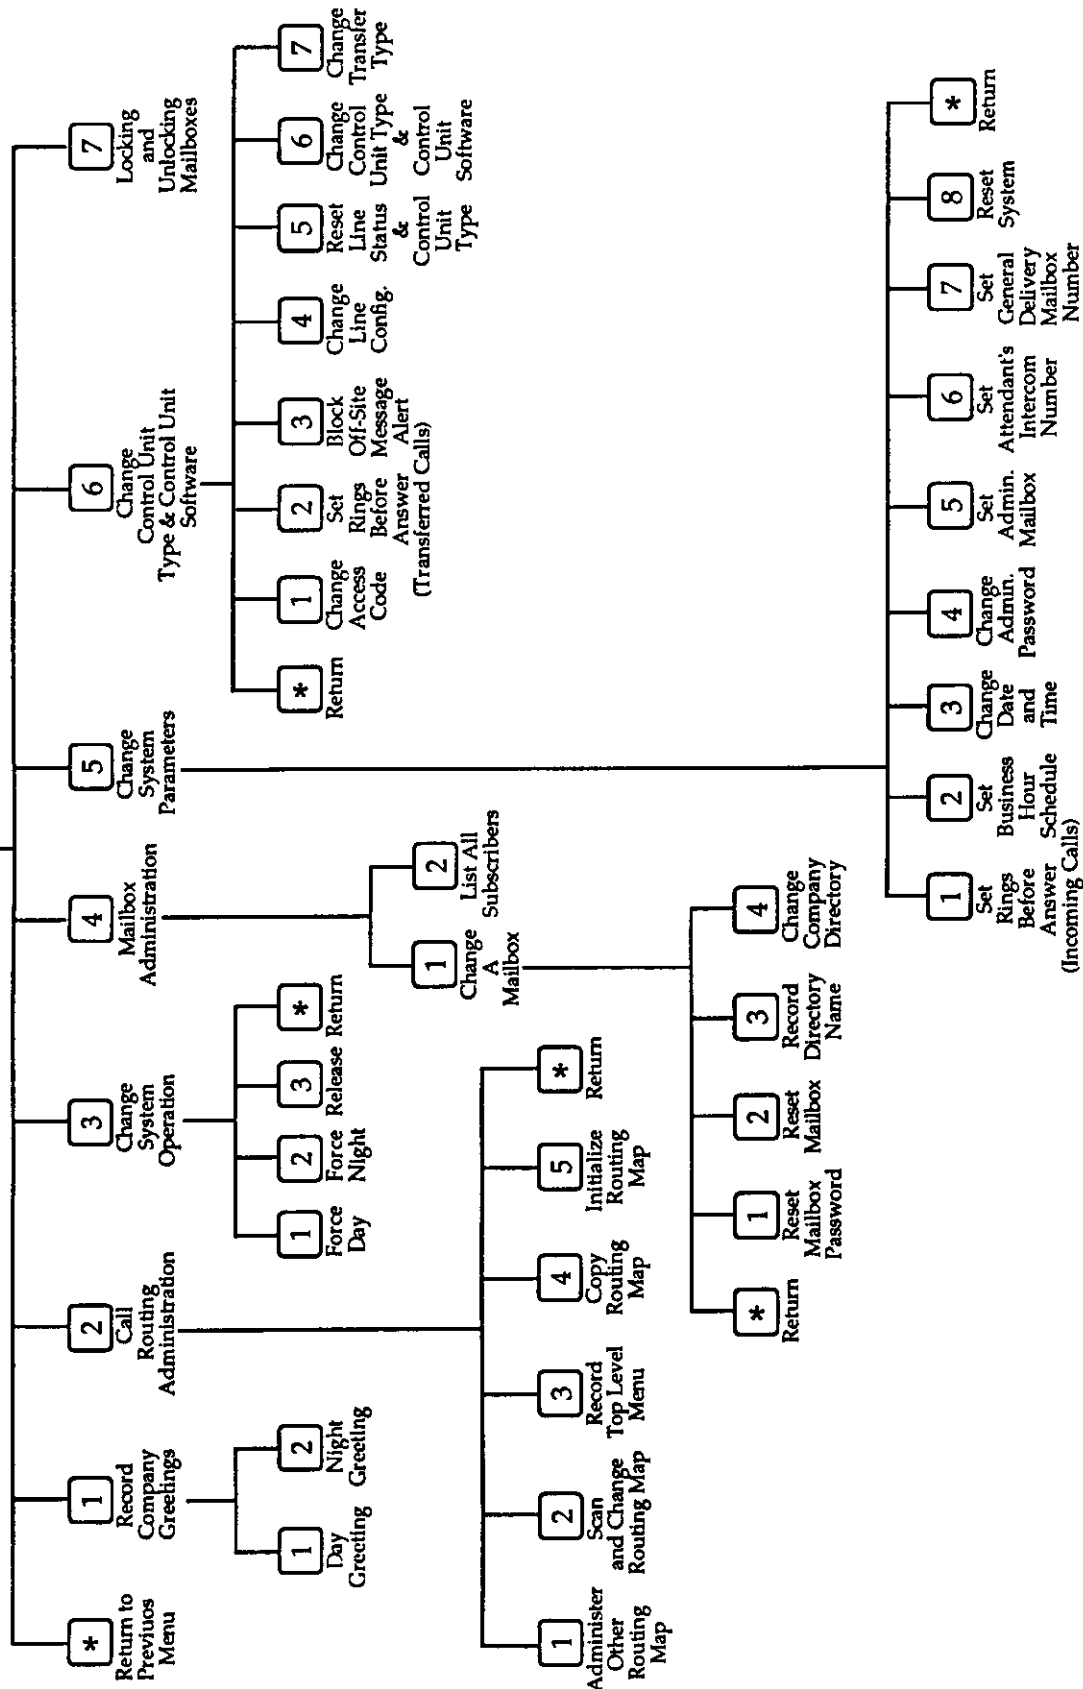 *
Return to
Previuos
Menu
1
Record
Company
Greetings
2
Call
Routing
Administration
3
Change
System
Operation
4
Mailbox
Administration
5
Change
System
Parameters
6
Change
Control Unit
Type & Control Unit
Software
7
Locking
and
Unlocking
Mailboxes
1
Day
Greeting
2
Night
Greeting
1
Force
Day
2
Force
Night
3
Release
*
Return
*
Return
1
Change
Access
Code
2
Set
Rings
Before
Answer
(Transferred Calls)
3
Block
Off-Site
Message
Alert
4
Change
Line
Config.
5
Reset
Line
Status
&
Control
Unit
Type
6
Change
Control
Unit Type
&
Control
Unit
Software
7
Change
Transfer
Type
1
Change
A
Mailbox
2
List All
Subscribers
1
Administer
Other
Routing
Map
2
Scan
and Change
Routing Map
3
Record
Top Level
Menu
4
Copy
Routing
Map
5
Initialize
Routing
Map
*
Return
*
Return
1
Reset
Mailbox
Password
2
Reset
Mailbox
3
Record
Directory
Name
4
Change
Company
Directory
1
Set
Rings
Before
Answer
(Incoming Calls)
2
Set
Business
Hour
Schedule
3
Change
Date
and
Time
4
Change
Admin.
Password
5
Set
Admin.
Mailbox
6
Set
Attendant's
Intercom
Number
7
Set
General
Delivery
Mailbox
Number
8
Reset
System
*
Return